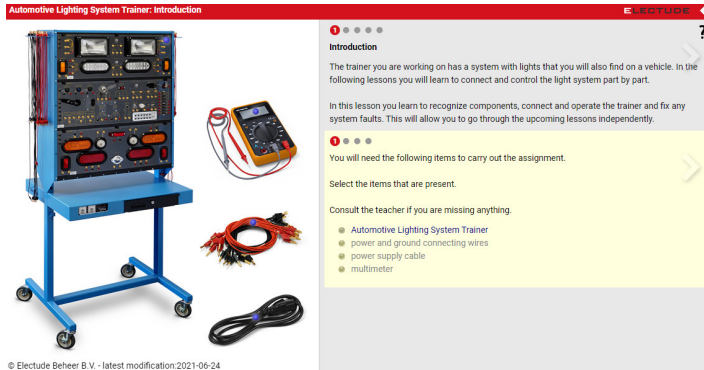 Automotive Lighting System Trainer: Introduction
ELECTUDE
?
1
Introduction
The trainer you are working on has a system with lights that you will also find on a vehicle. In the
following lessons you will learn to connect and control the light system part by part.
In this lesson you learn to recognize components, connect and operate the trainer and fix any
system faults. This will allow you to go through the upcoming lessons independently.
1
You will need the following items to carry out the assignment.
Select the items that are present.
Consult the teacher if you are missing anything.
Automotive Lighting System Trainer
power and ground connecting wires
power supply cable
multimeter
© Electude Beheer B.V. - latest modification:2021-06-24